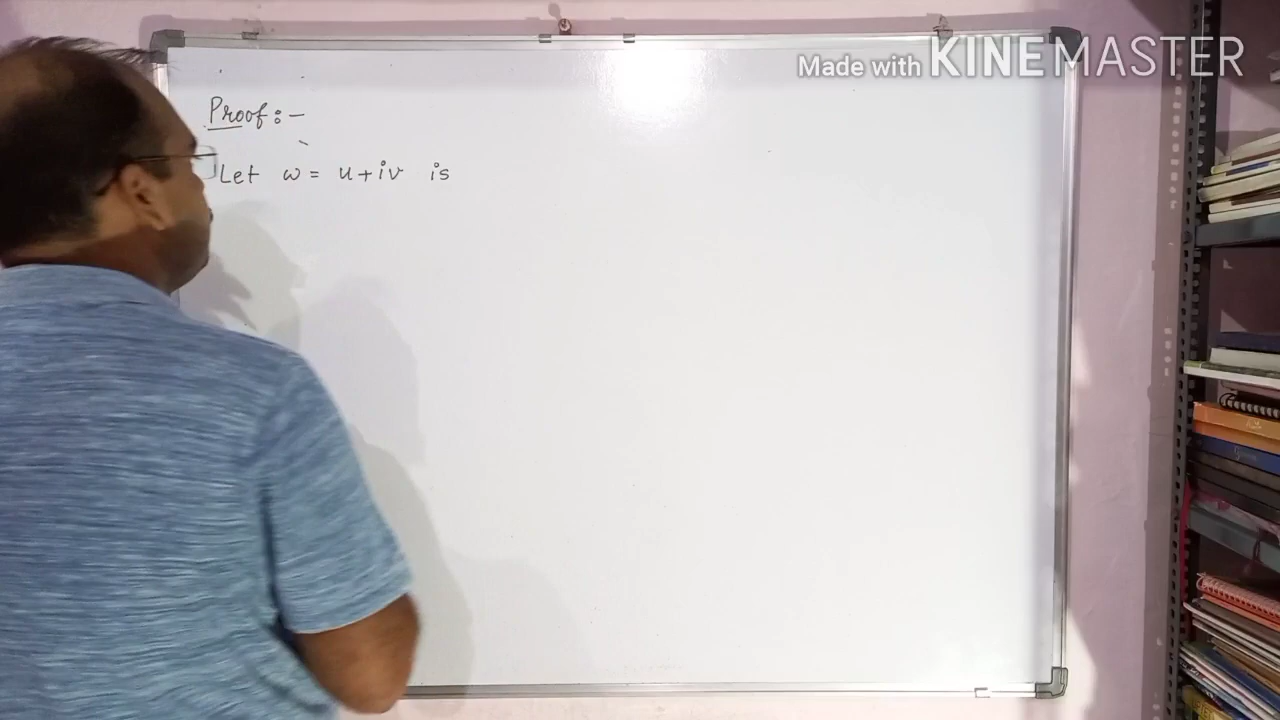 Made with KINEMASTER
Proof :-
Let w = u + iv is